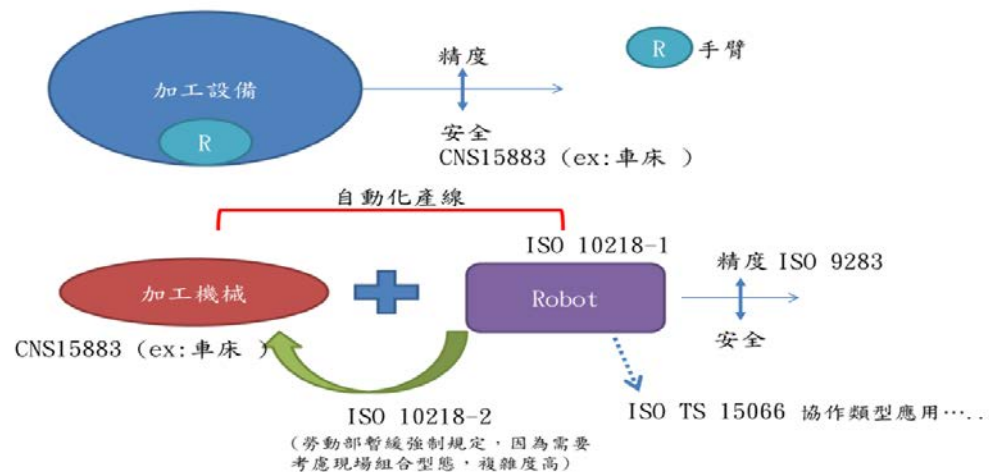 精度
R 手臂
加工設備
R
安全
CNS15883 (ex:車床 )
自動化產線
ISO 10218-1
精度 ISO 9283
加工機械
Robot
安全
CNS15883 (ex:車床 )
ISO 10218-2
ISO TS 15066 協作類型應用…..
(勞動部暫緩強制規定，因為需要
考慮現場組合型態，複雜度高)